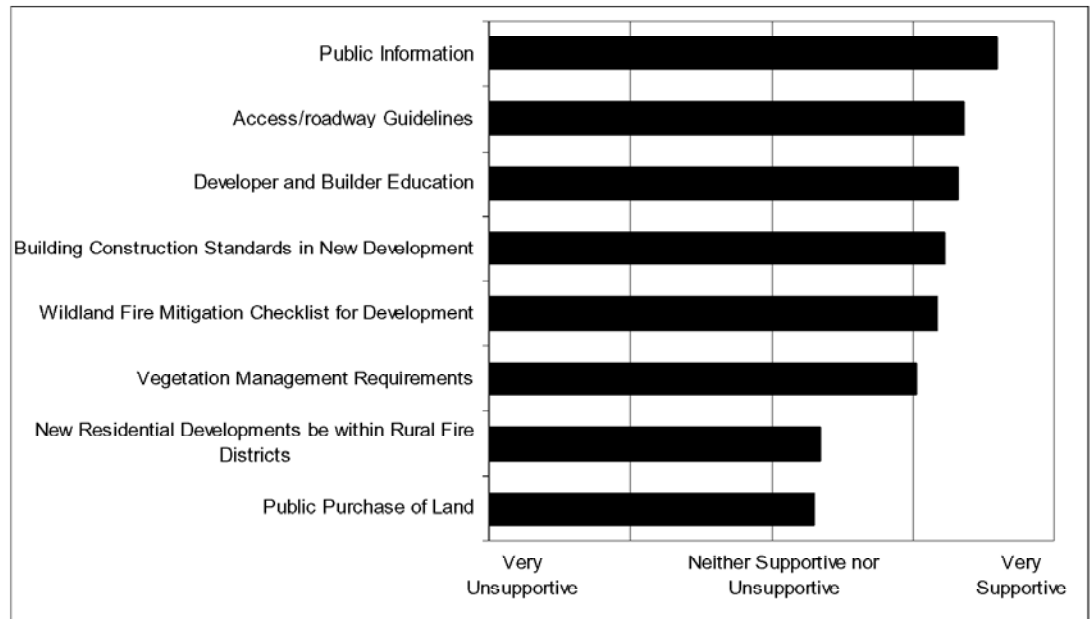 Public Information
Access/roadway Guidelines
Developer and Builder Education
Building Construction Standards in New Development
Wildland Fire Mitigation Checklist for Development
Vegetation Management Requirements
New Residential Developments be within Rural Fire
Districts
Public Purchase of Land
Very
Unsupportive
Neither Supportive nor
Unsupportive
Very
Supportive